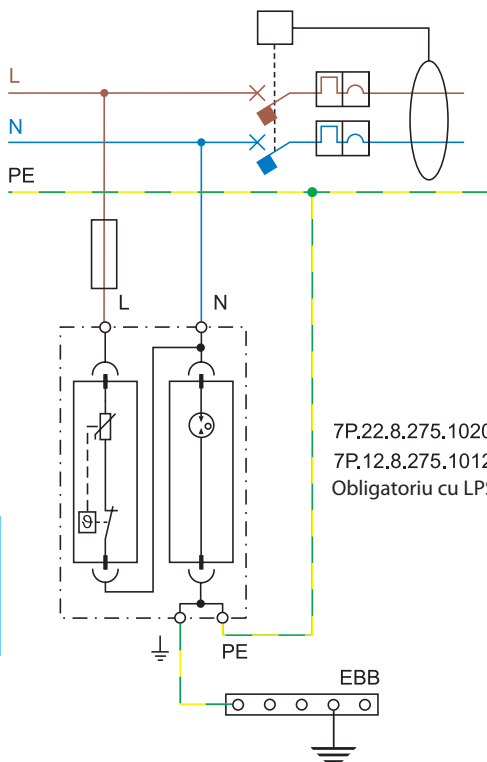 L
N
PE
L
N
7P.22.8.275.1020
7P.12.8.275.1012
Obligatoriu cu LPS
ϑ
PE
EBB